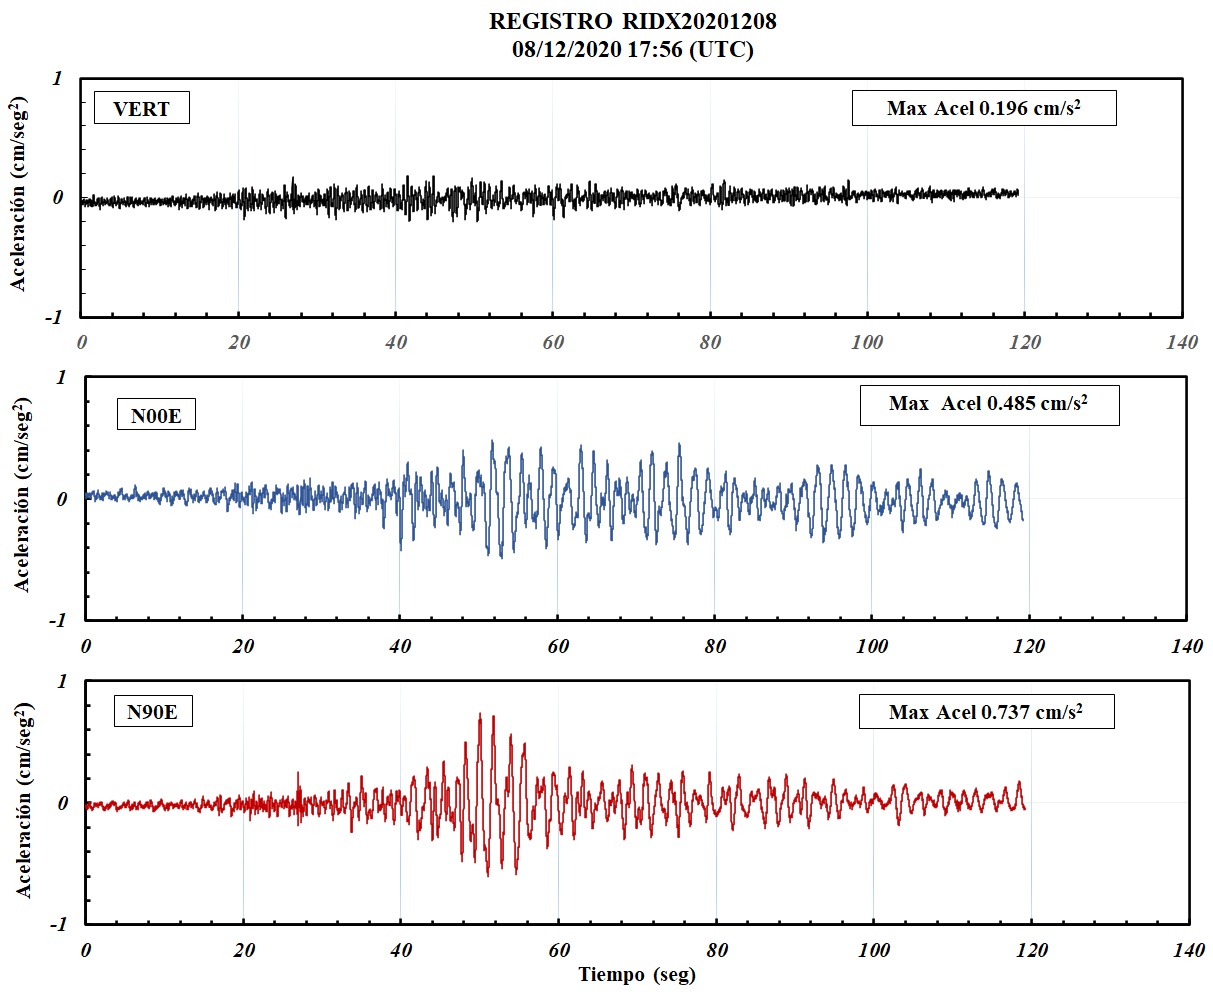 REGISTRO RIDX20201208
08/12/2020 17:56 (UTC)
Aceleración (cm/seg²)
1
0
-1
VERT
Max Acel 0.196 cm/s²
0 20 40 60 80 100 120 140
Aceleración (cm/seg²)
1
0
-1
N00E
Max Acel 0.485 cm/s²
0 20 40 60 80 100 120 140
Aceleración (cm/seg²)
1
0
-1
N90E
Max Acel 0.737 cm/s²
0 20 40 60 80 100 120 140
Tiempo (seg)